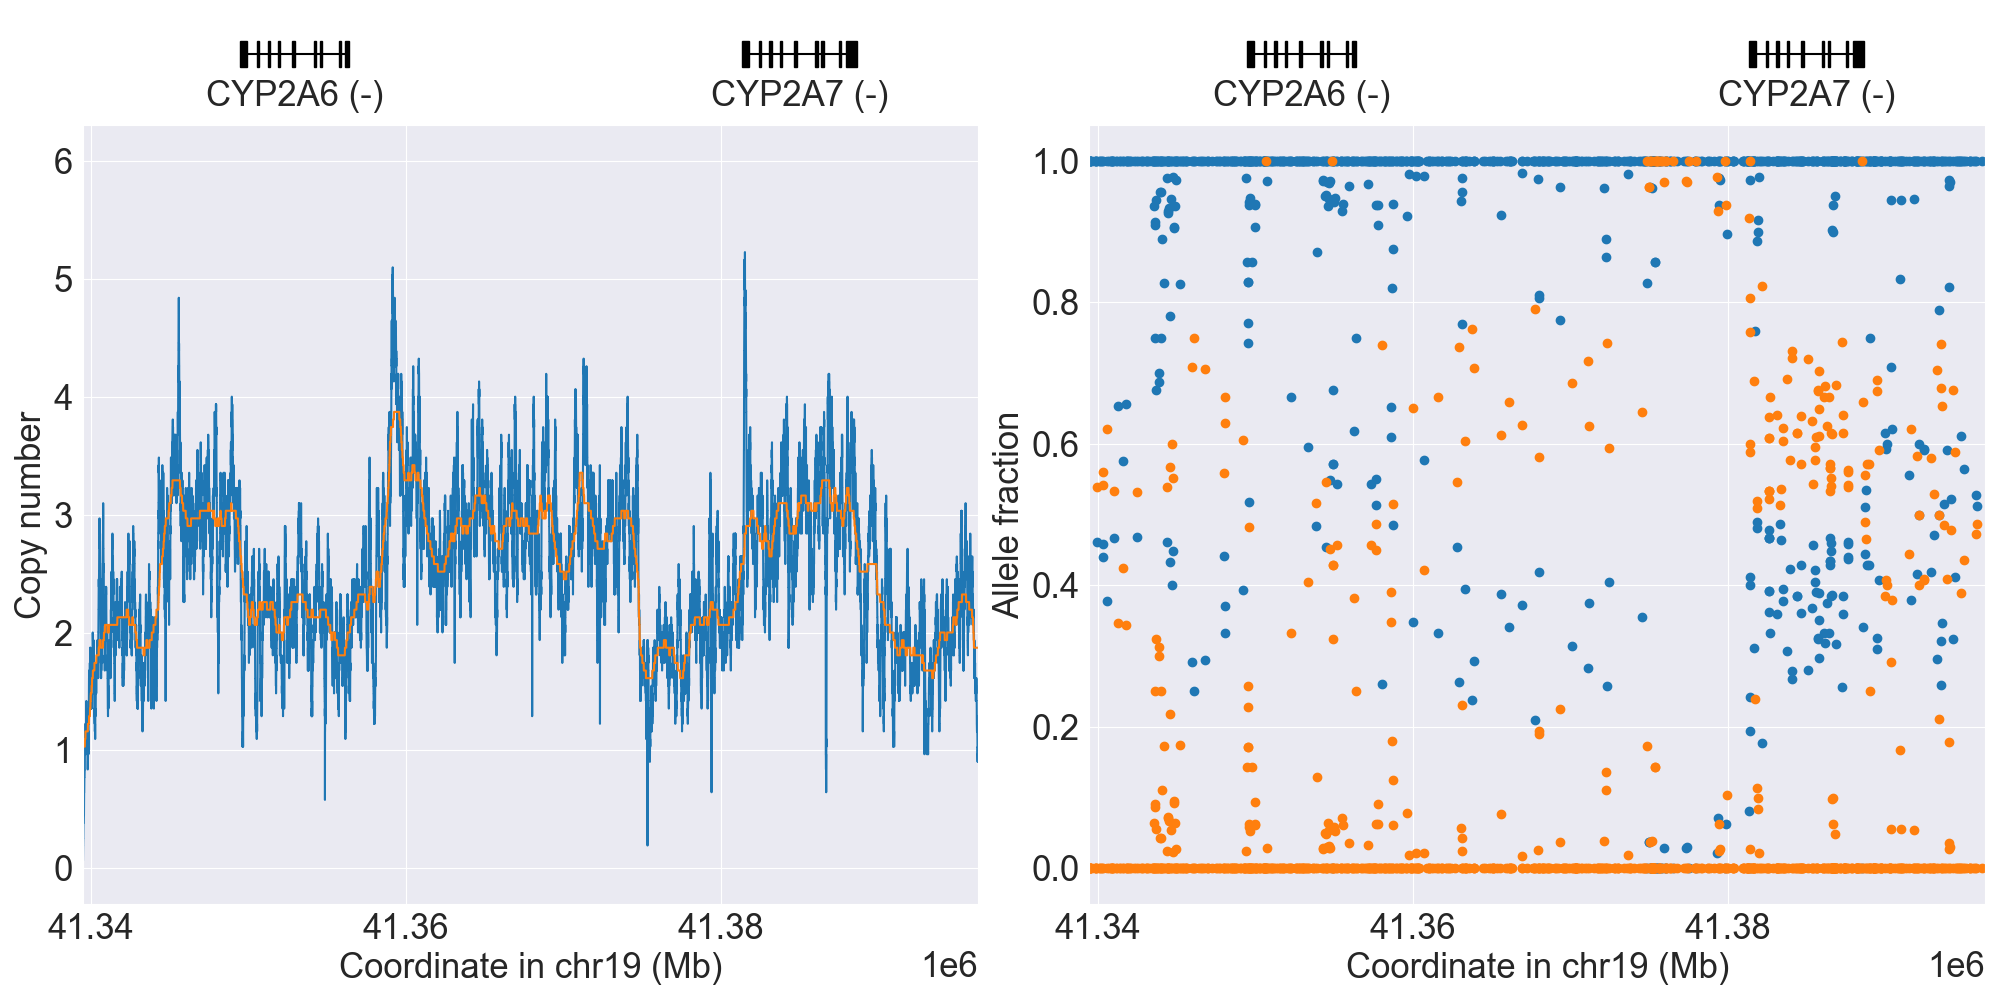 CYP2A6 (-)
CYP2A7 (-)
6
5
4
3
2
1
0
Copy number
41.34
41.36
41.38
Coordinate in chr19 (Mb)
1e6
CYP2A6 (-)
CYP2A7 (-)
1.0
0.8
0.6
0.4
0.2
0.0
Allele fraction
41.34
41.36
41.38
Coordinate in chr19 (Mb)
1e6